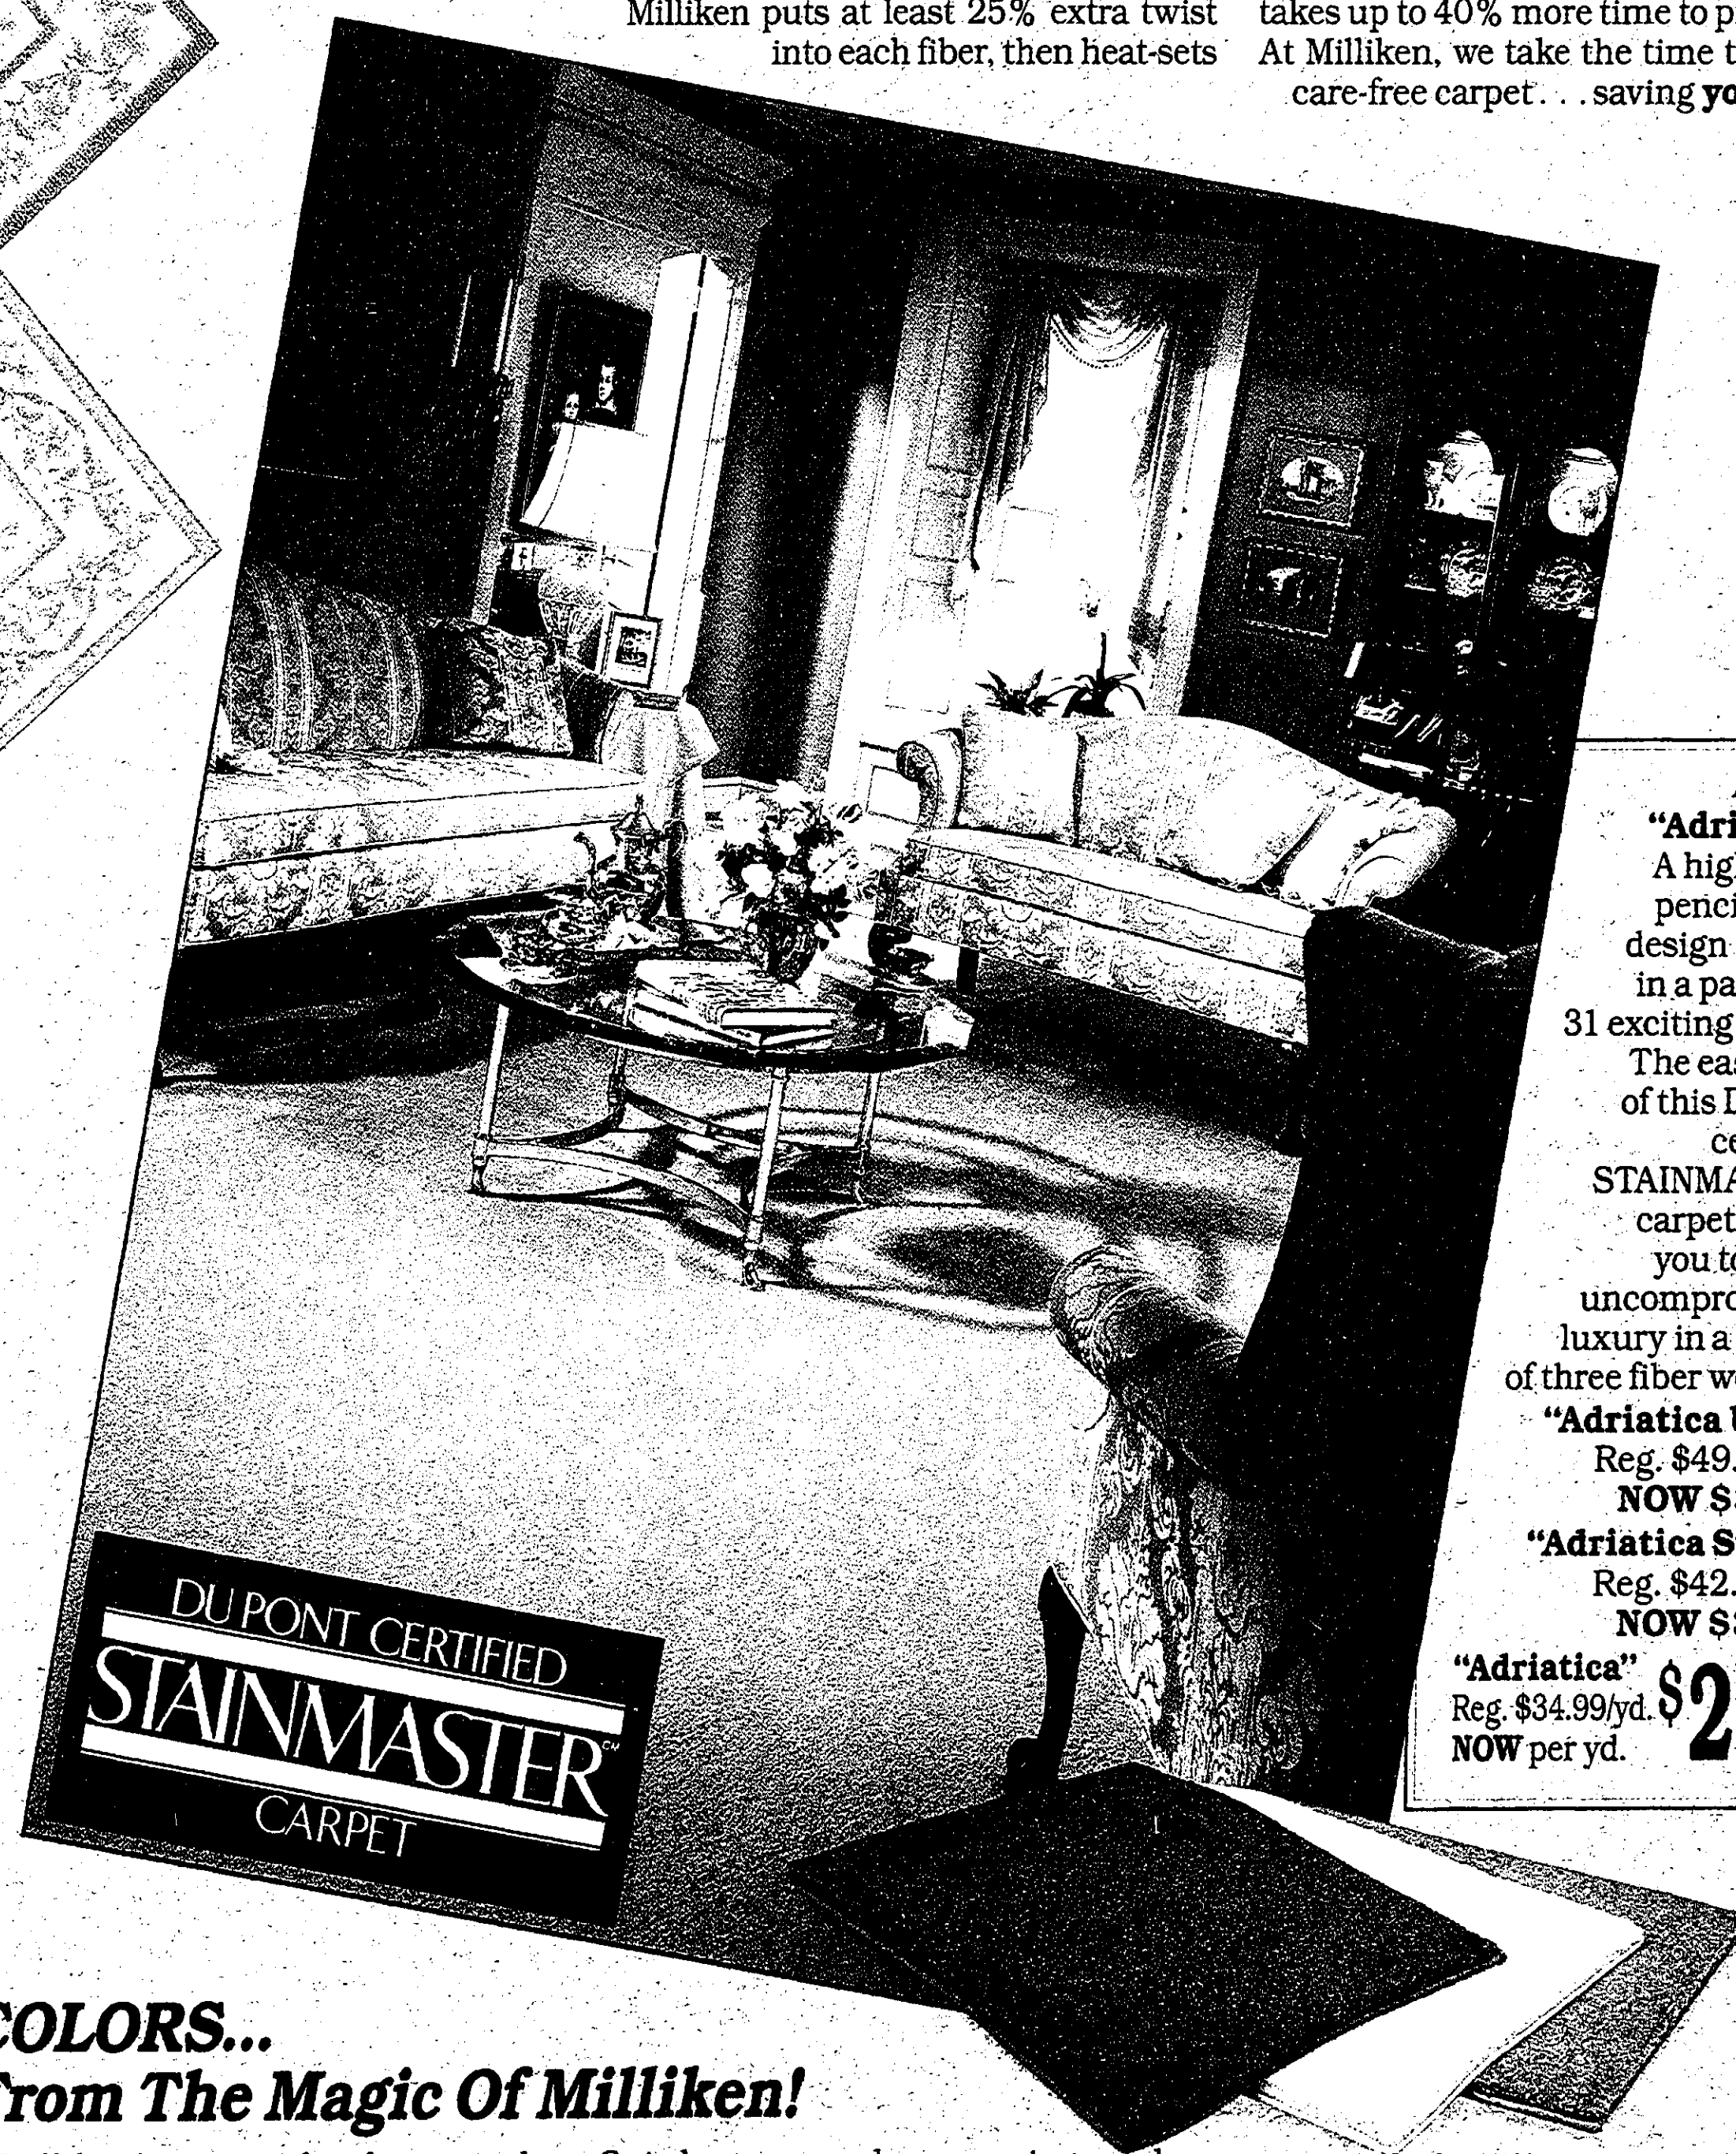 Milliken puts at least 25% extra twist
into each fiber, then heat-sets
takes up to 40% more time to p
At Milliken, we take the time t
care-free carpet. . . saving yo
"Adri
A hig
penci
design
in a pa
31 exciting
The eas
of this D
ce
STAINMA
carpet
you to
uncompro
luxury in a
of three fiber w
"Adriatica
Reg. $49.
NOW $
"Adriatica S
Reg. $42.
NOW $
"Adriatica"
Reg. $34.99/yd.
NOW per yd.
$2
DU PONT CERTIFIED
STAINMASTER
CARPET
COLORS...
From The Magic Of Milliken!